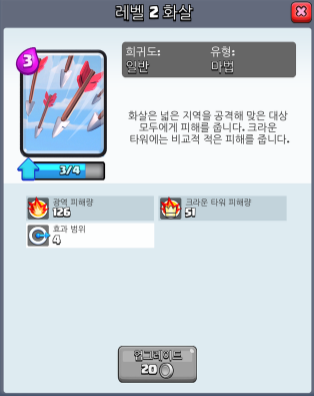 레벨 2 화살
3
희귀도: 유형:
일반 마법
3/4
화살은 넓은 지역을 공격해 맞은 대상
모두에게 피해를 줍니다. 크라운
타워에는 비교적 적은 피해를 줍니다.
광역 피해량 크라운 타워 피해량
126 51
효과 범위
4
업그레이드
20